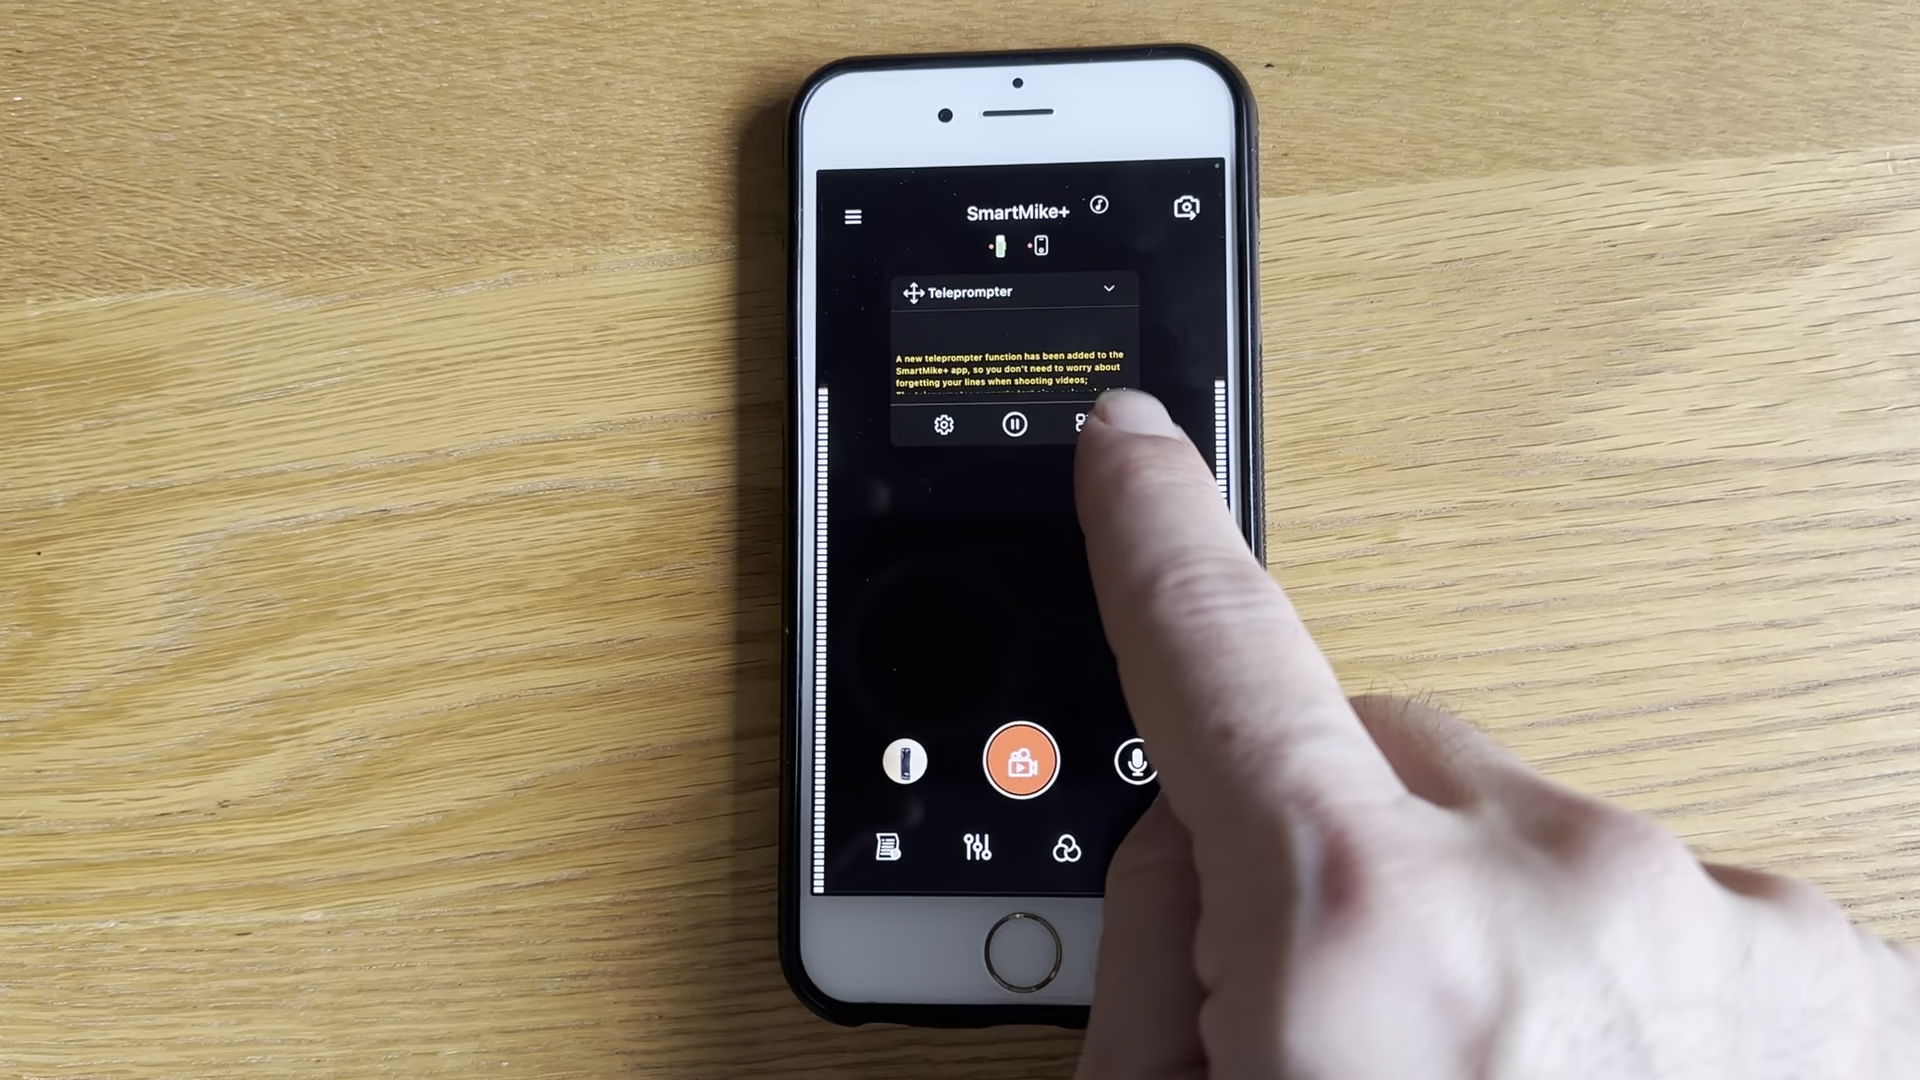 SmartMike+
Teleprompter
A new teleprompter function has been added to the
SmartMike+ app, so you don't need to worry about
forgetting your lines when shooting videos;